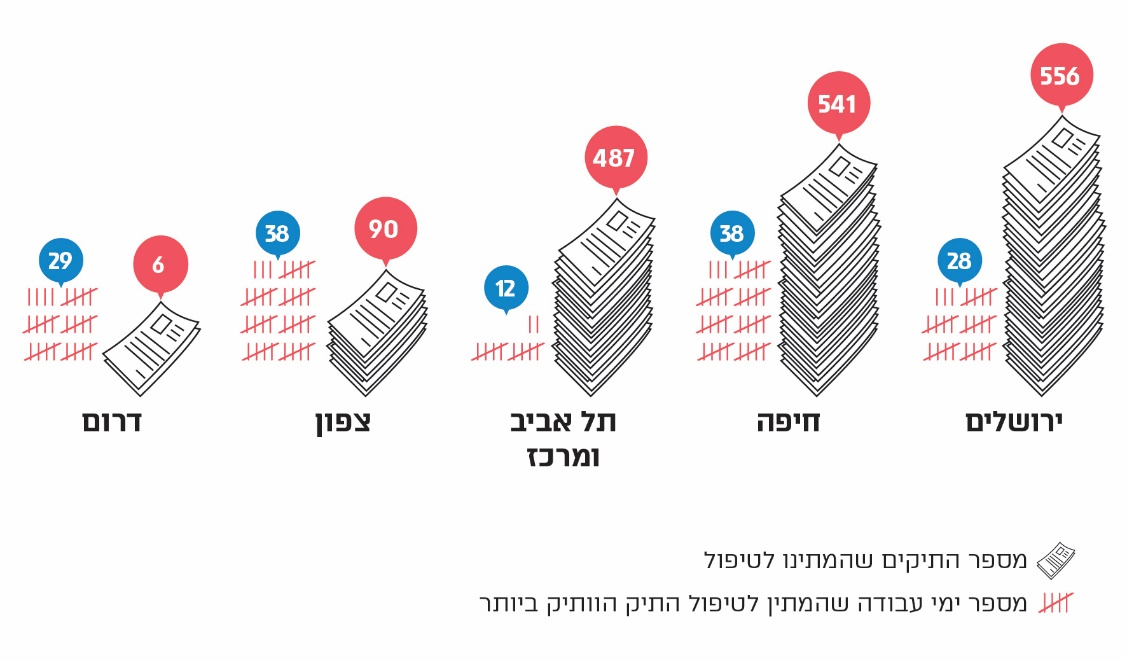 556
541
487
90
6
28
38
12
38
29
ירושלים
חיפה
תל אביב
ומרכז
צפון
דרום
מספר התיקים שהמתינו לטיפול
מספר ימי עבודה שהמתין לטיפול התיק הוותיק ביותר